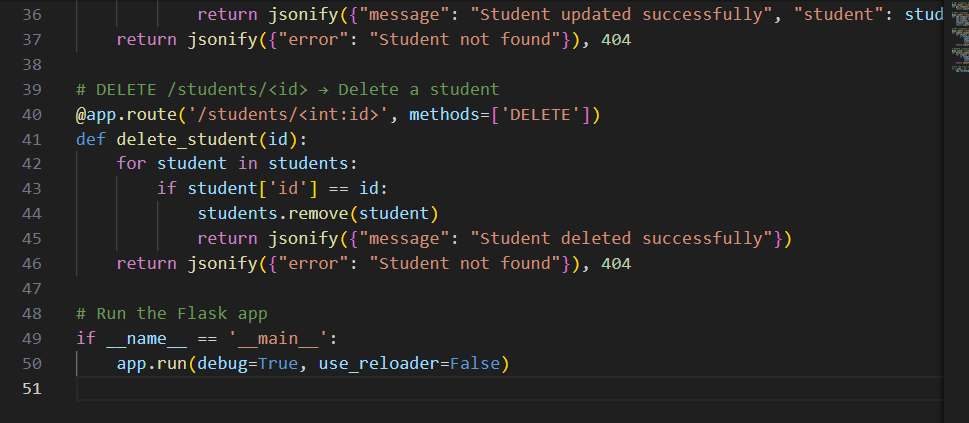 36 return jsonify({"message": "Student updated successfully", "student": stud
37 return jsonify({"error": "Student not found"}), 404
38
39 # DELETE /students/<id> → Delete a student
40 @app.route('/students/<int:id>', methods=['DELETE'])
41 def delete_student(id):
42 for student in students:
43 if student['id'] == id:
44 students.remove(student)
45 return jsonify({"message": "Student deleted successfully"})
46 return jsonify({"error": "Student not found"}), 404
47
48 # Run the Flask app
49 if __name__ == '__main__':
50 app.run(debug=True, use_reloader=False)
51